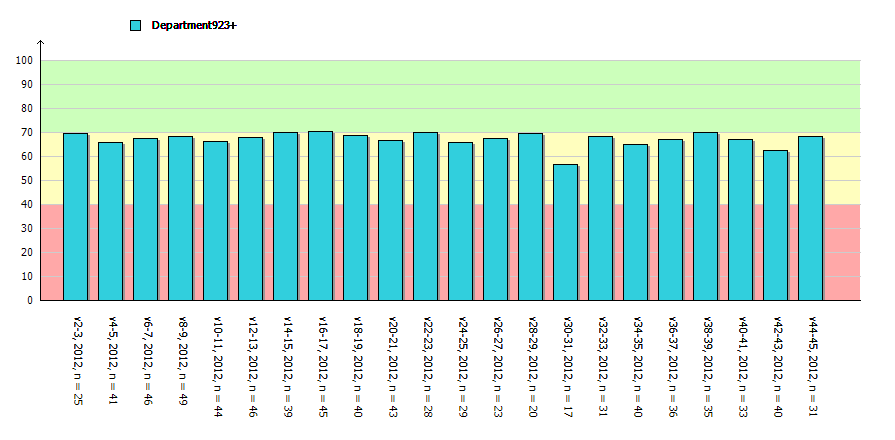 Department923+
100
90
80
70
60
50
40
30
20
10
0
v2-3, 2012, n = 25
v4-5, 2012, n = 41
v6-7, 2012, n = 46
v8-9, 2012, n = 49
v10-11, 2012, n = 44
v12-13, 2012, n = 46
v14-15, 2012, n = 39
v16-17, 2012, n = 45
v18-19, 2012, n = 40
v20-21, 2012, n = 43
v22-23, 2012, n = 28
v24-25, 2012, n = 29
v26-27, 2012, n = 23
v28-29, 2012, n = 20
v30-31, 2012, n = 17
v32-33, 2012, n = 31
v34-35, 2012, n = 40
v36-37, 2012, n = 36
v38-39, 2012, n = 35
v40-41, 2012, n = 33
v42-43, 2012, n = 40
v44-45, 2012, n = 31